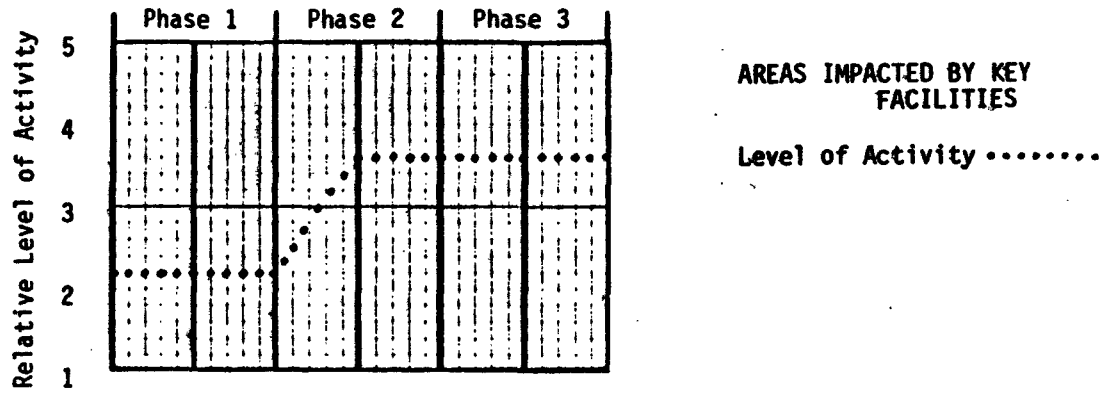 Phase 1 Phase 2 Phase 3
Relative Level of Activity
5
4
3
2
1
AREAS IMPACTED BY KEY
FACILITIES
Level of Activity ········